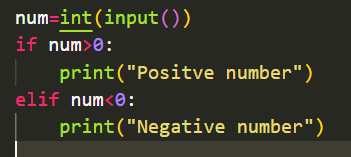 num=int(input())
if num>0:
    print("Positve number")
elif num<0:
    print("Negative number")